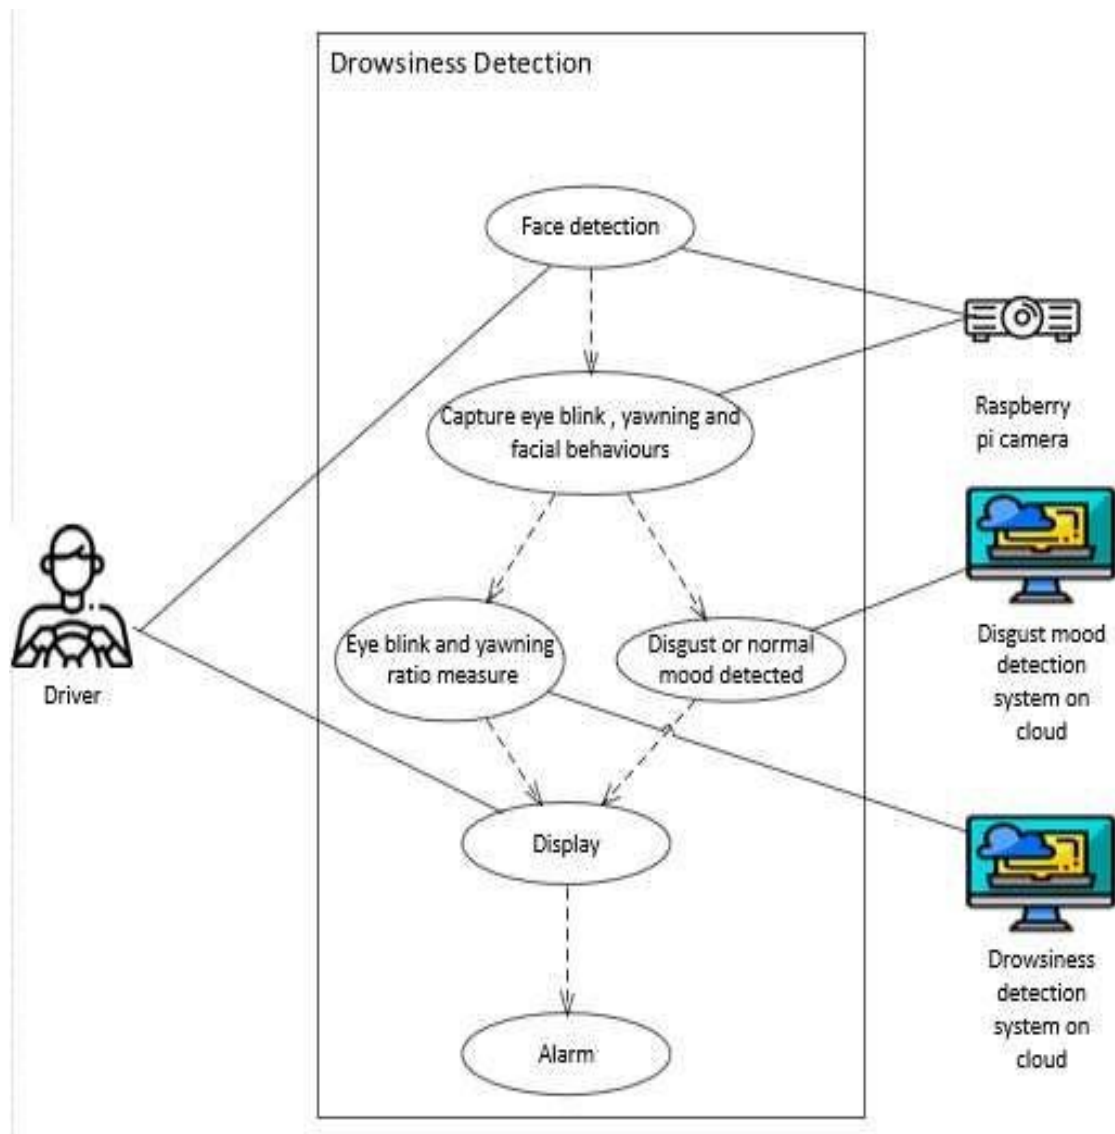 Drowsiness Detection
Face detection
Capture eye blink , yawning and
facial behaviours
Raspberry
pi camera
Eye blink and yawning
ratio measure
Disgust or normal
mood detected
Disgust mood
detection
system on
cloud
Driver
Display
Drowsiness
detection
system on
cloud
Alarm